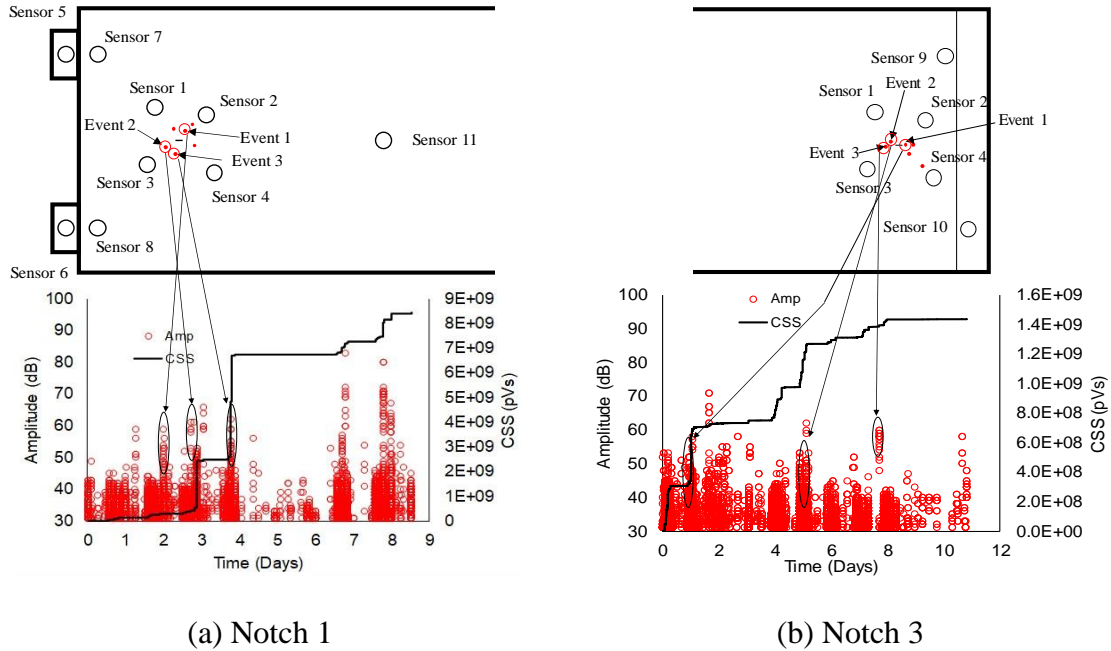 Sensor 5
Sensor 7
Sensor 1
Sensor 2
Event 2
Event 1
Sensor 11
Event 3
Sensor 3
Sensor 4
Sensor 8
Sensor 6
100
90
80
70
60
50
40
30
Amplitude (dB)
Amp
CSS
9E+09
8E+09
7E+09
6E+09
5E+09
4E+09
3E+09
2E+09
1E+09
0
CSS (pVs)
0 1 2 3 4 5 6 7 8 9
Time (Days)
(a) Notch 1
Sensor 9
Event 2
Sensor 1
Sensor 2
Event 1
Event 3
Sensor 4
Sensor 3
Sensor 10
100
90
80
70
60
50
40
30
Amplitude (dB)
Amp
CSS
1.6E+09
1.4E+09
1.2E+09
1.0E+09
8.0E+08
6.0E+08
4.0E+08
2.0E+08
0.0E+00
CSS (pVs)
0 2 4 6 8 10 12
Time (Days)
(b) Notch 3